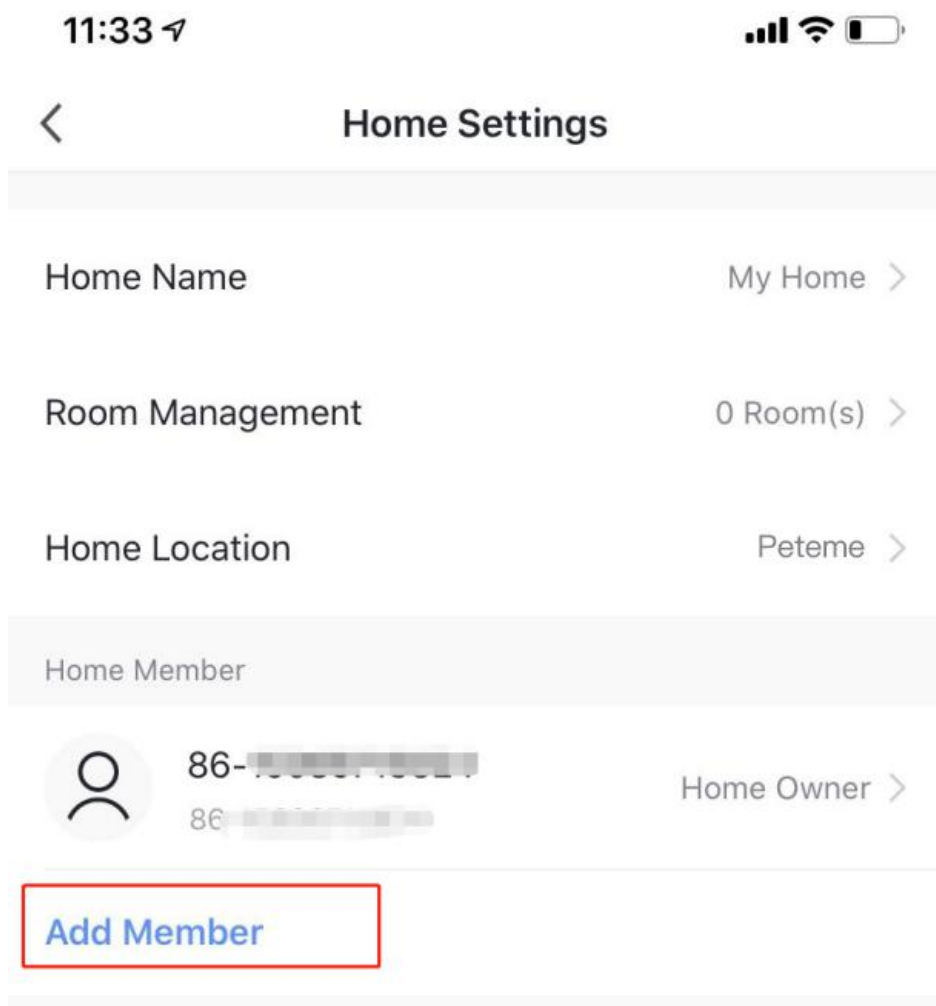 11:33
Home Settings
Home Name My Home
Room Management 0 Room(s)
Home Location Peteme
Home Member
86-
Home Owner
86
Add Member